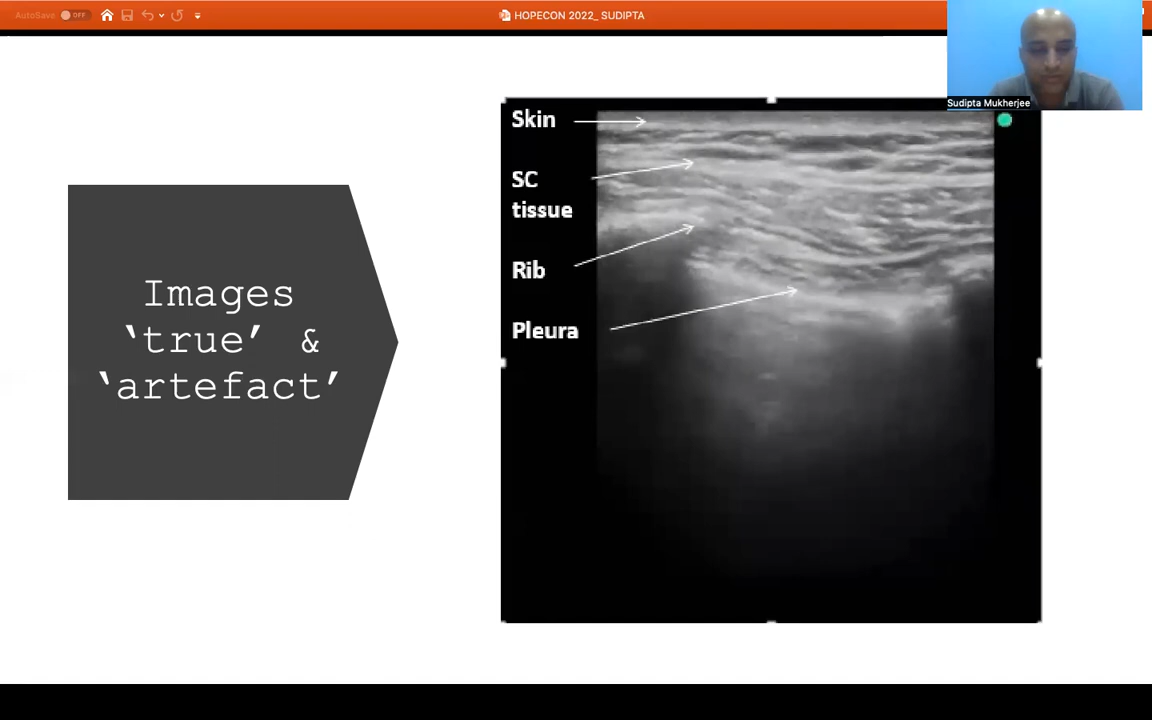 AutoSave OFF
HOPECON 2022_ SUDIPTA
Sudipta Mukherjee
Skin
SC
tissue
Rib
Pleura
Images
‘true’ &
‘artefact’